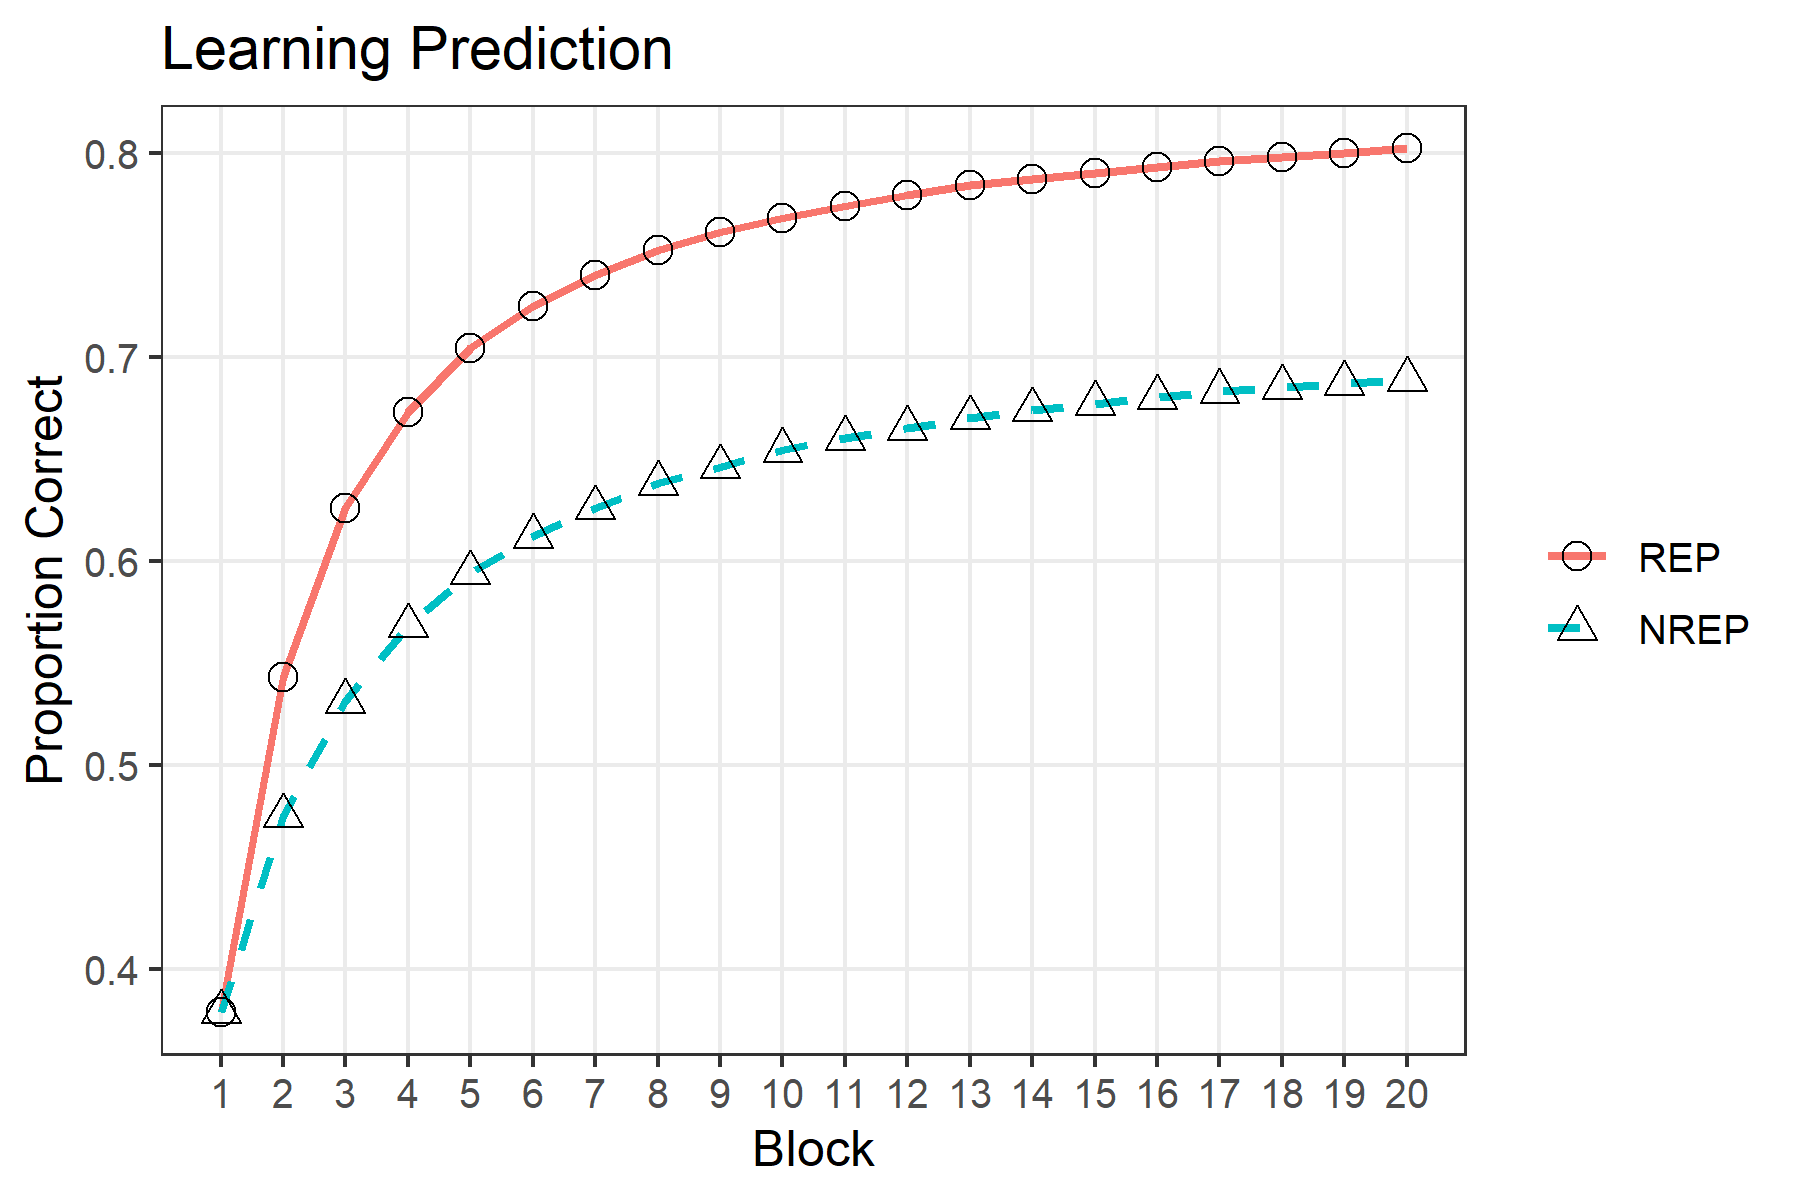 Learning Prediction
Proportion Correct
0.8
0.7
0.6
0.5
0.4
1 2 3 4 5 6 7 8 9 10 11 12 13 14 15 16 17 18 19 20
Block
REP
NREP